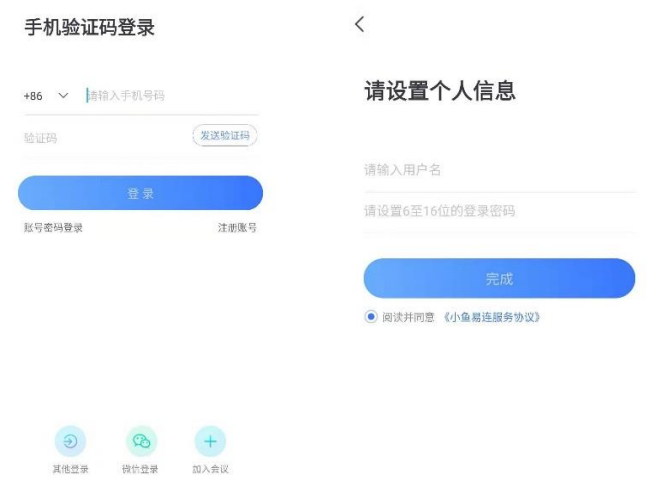 手机验证码登录
+86
请输入手机号码
验证码
发送验证码
登录
账号密码登录
注册账号
其他登录
微信登录
加入会议
请设置个人信息
请输入用户名
请设置6至16位的登录密码
完成
阅读并同意 《小鱼易连服务协议》